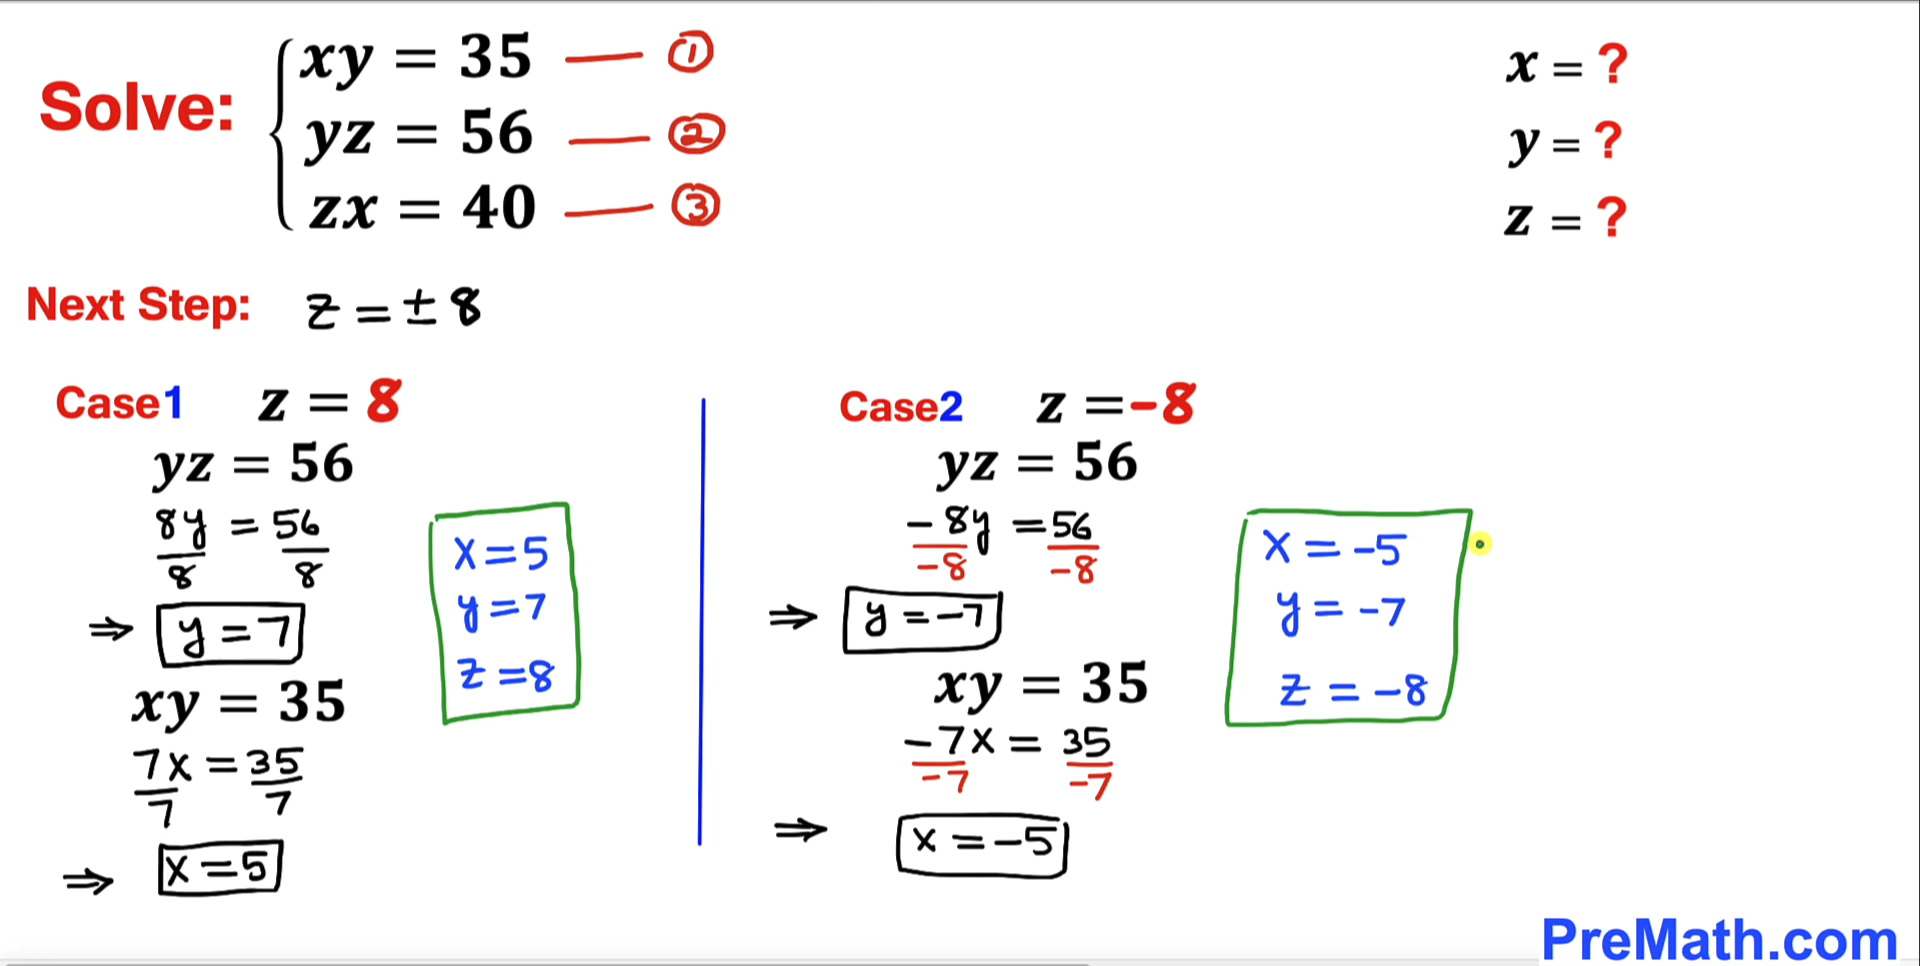 Solve:
xy = 35 — ①
yz = 56 — ②
zx = 40 — ③
x = ?
y = ?
z = ?
Next Step: z = ± 8
Case1 z = 8
yz = 56
8y = 56
8 8
⇒ y = 7
xy = 35
7x = 35
7 7
⇒ x = 5
x = 5
y = 7
z = 8
Case2 z = -8
yz = 56
-8y = 56
-8 -8
⇒ y = -7
xy = 35
-7x = 35
-7 -7
⇒ x = -5
x = -5
y = -7
z = -8
PreMath.com